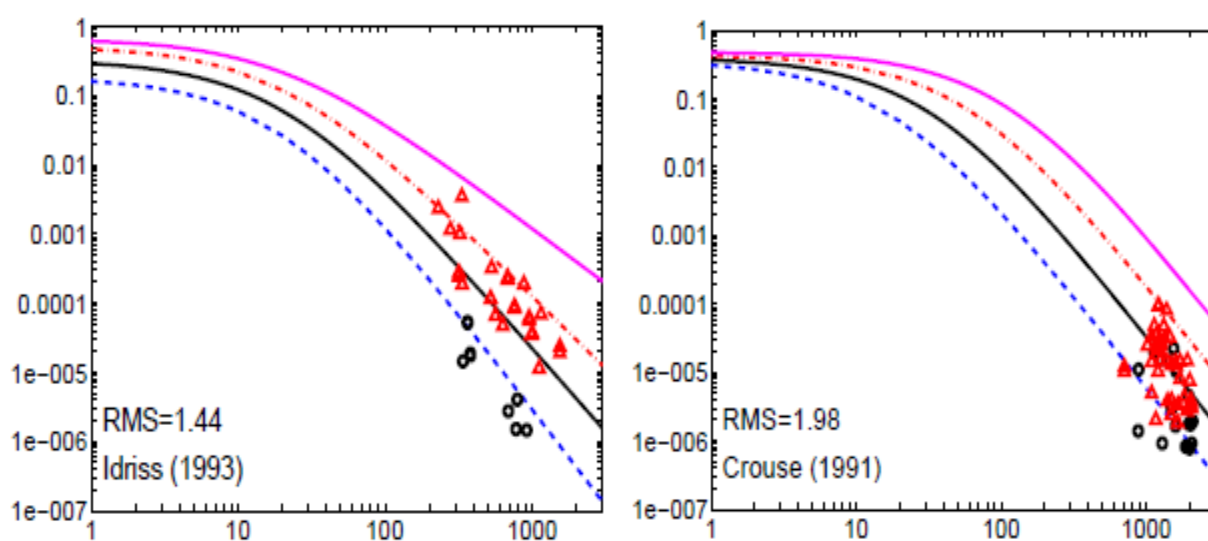 1
0.1
0.01
0.001
0.0001
1e-005
1e-006
1e-007
RMS=1.44
Idriss (1993)
1 10 100 1000
1
0.1
0.01
0.001
0.0001
1e-005
1e-006
1e-007
RMS=1.98
Crouse (1991)
1 10 100 1000